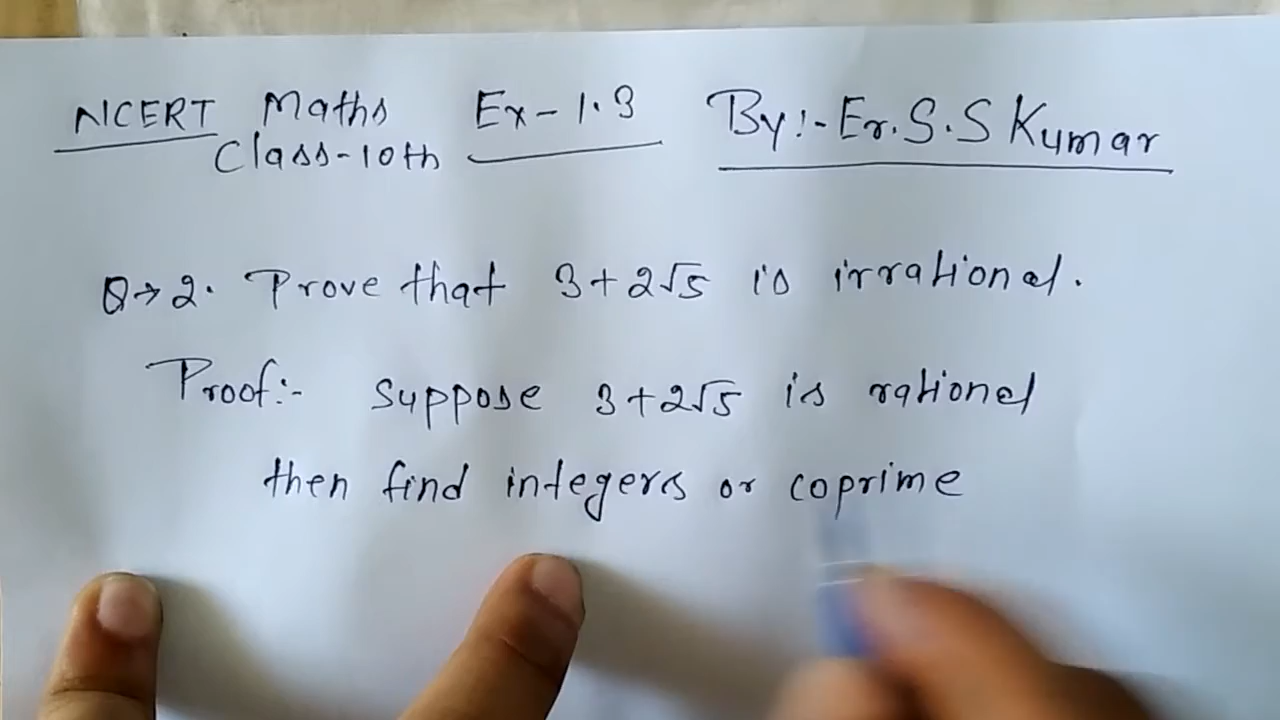 NCERT Maths Ex-1.3 By:-Er.S.S Kumar
Class-10th
Q→2. Prove that 3+2√5 is irrational.
Proof:- Suppose 3+2√5 is rational
then find integers or coprime